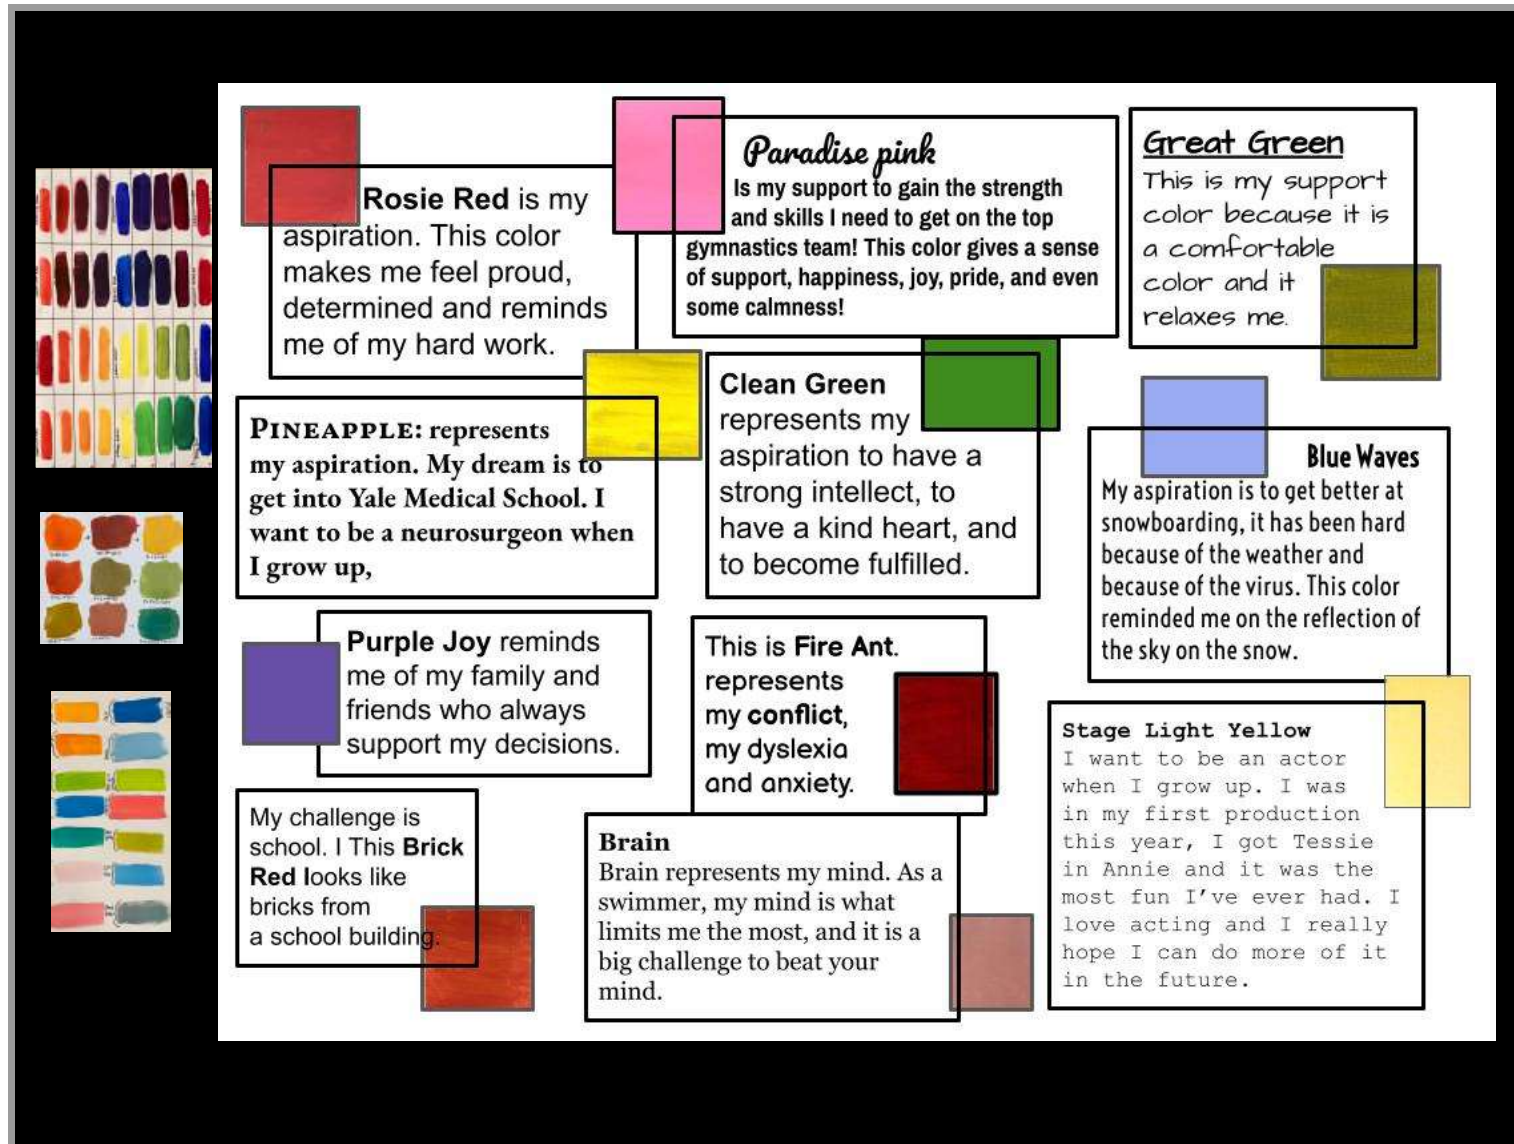 Rosie Red is my
aspiration. This color
makes me feel proud,
determined and reminds
me of my hard work.
Paradise pink
Is my support to gain the strength
and skills I need to get on the top
gymnastics team! This color gives a sense
of support, happiness, joy, pride, and even
some calmness!
Great Green
This is my support
color because it is
a comfortable
color and it
relaxes me.
PINEAPPLE: represents
my aspiration. My dream is to
get into Yale Medical School. I
want to be a neurosurgeon when
I grow up,
Clean Green
represents my
aspiration to have a
strong intellect, to
have a kind heart, and
to become fulfilled.
Blue Waves
My aspiration is to get better at
snowboarding, it has been hard
because of the weather and
because of the virus. This color
reminded me on the reflection of
the sky on the snow.
Purple Joy reminds
me of my family and
friends who always
support my decisions.
This is Fire Ant.
represents
my conflict,
my dyslexia
and anxiety.
Stage Light Yellow
I want to be an actor
when I grow up. I was
in my first production
this year, I got Tessie
in Annie and it was the
most fun I've ever had. I
love acting and I really
hope I can do more of it
in the future.
My challenge is
school. I This Brick
Red looks like
bricks from
a school building.
Brain
Brain represents my mind. As a
swimmer, my mind is what
limits me the most, and it is a
big challenge to beat your
mind.